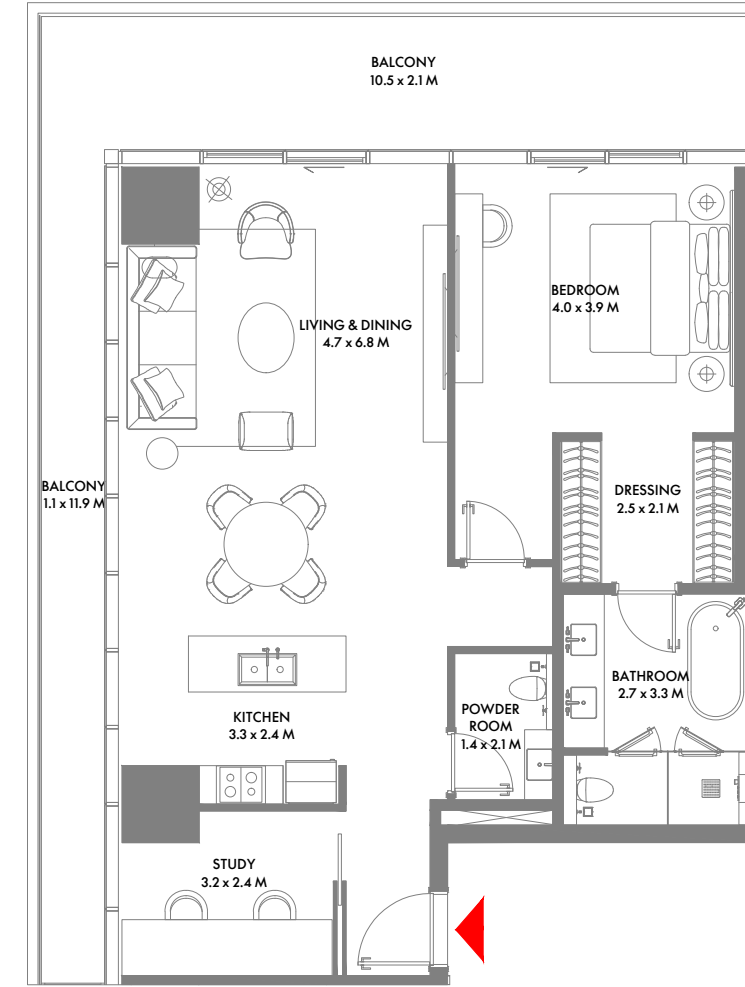 BALCONY
10.5 x 2.1 M
LIVING & DINING
4.7 x 6.8 M
BEDROOM
4.0 x 3.9 M
BALCONY
1.1 x 11.9 M
DRESSING
2.5 x 2.1 M
BATHROOM
2.7 x 3.3 M
KITCHEN
3.3 x 2.4 M
POWDER
ROOM
1.4 x 2.1 M
STUDY
3.2 x 2.4 M